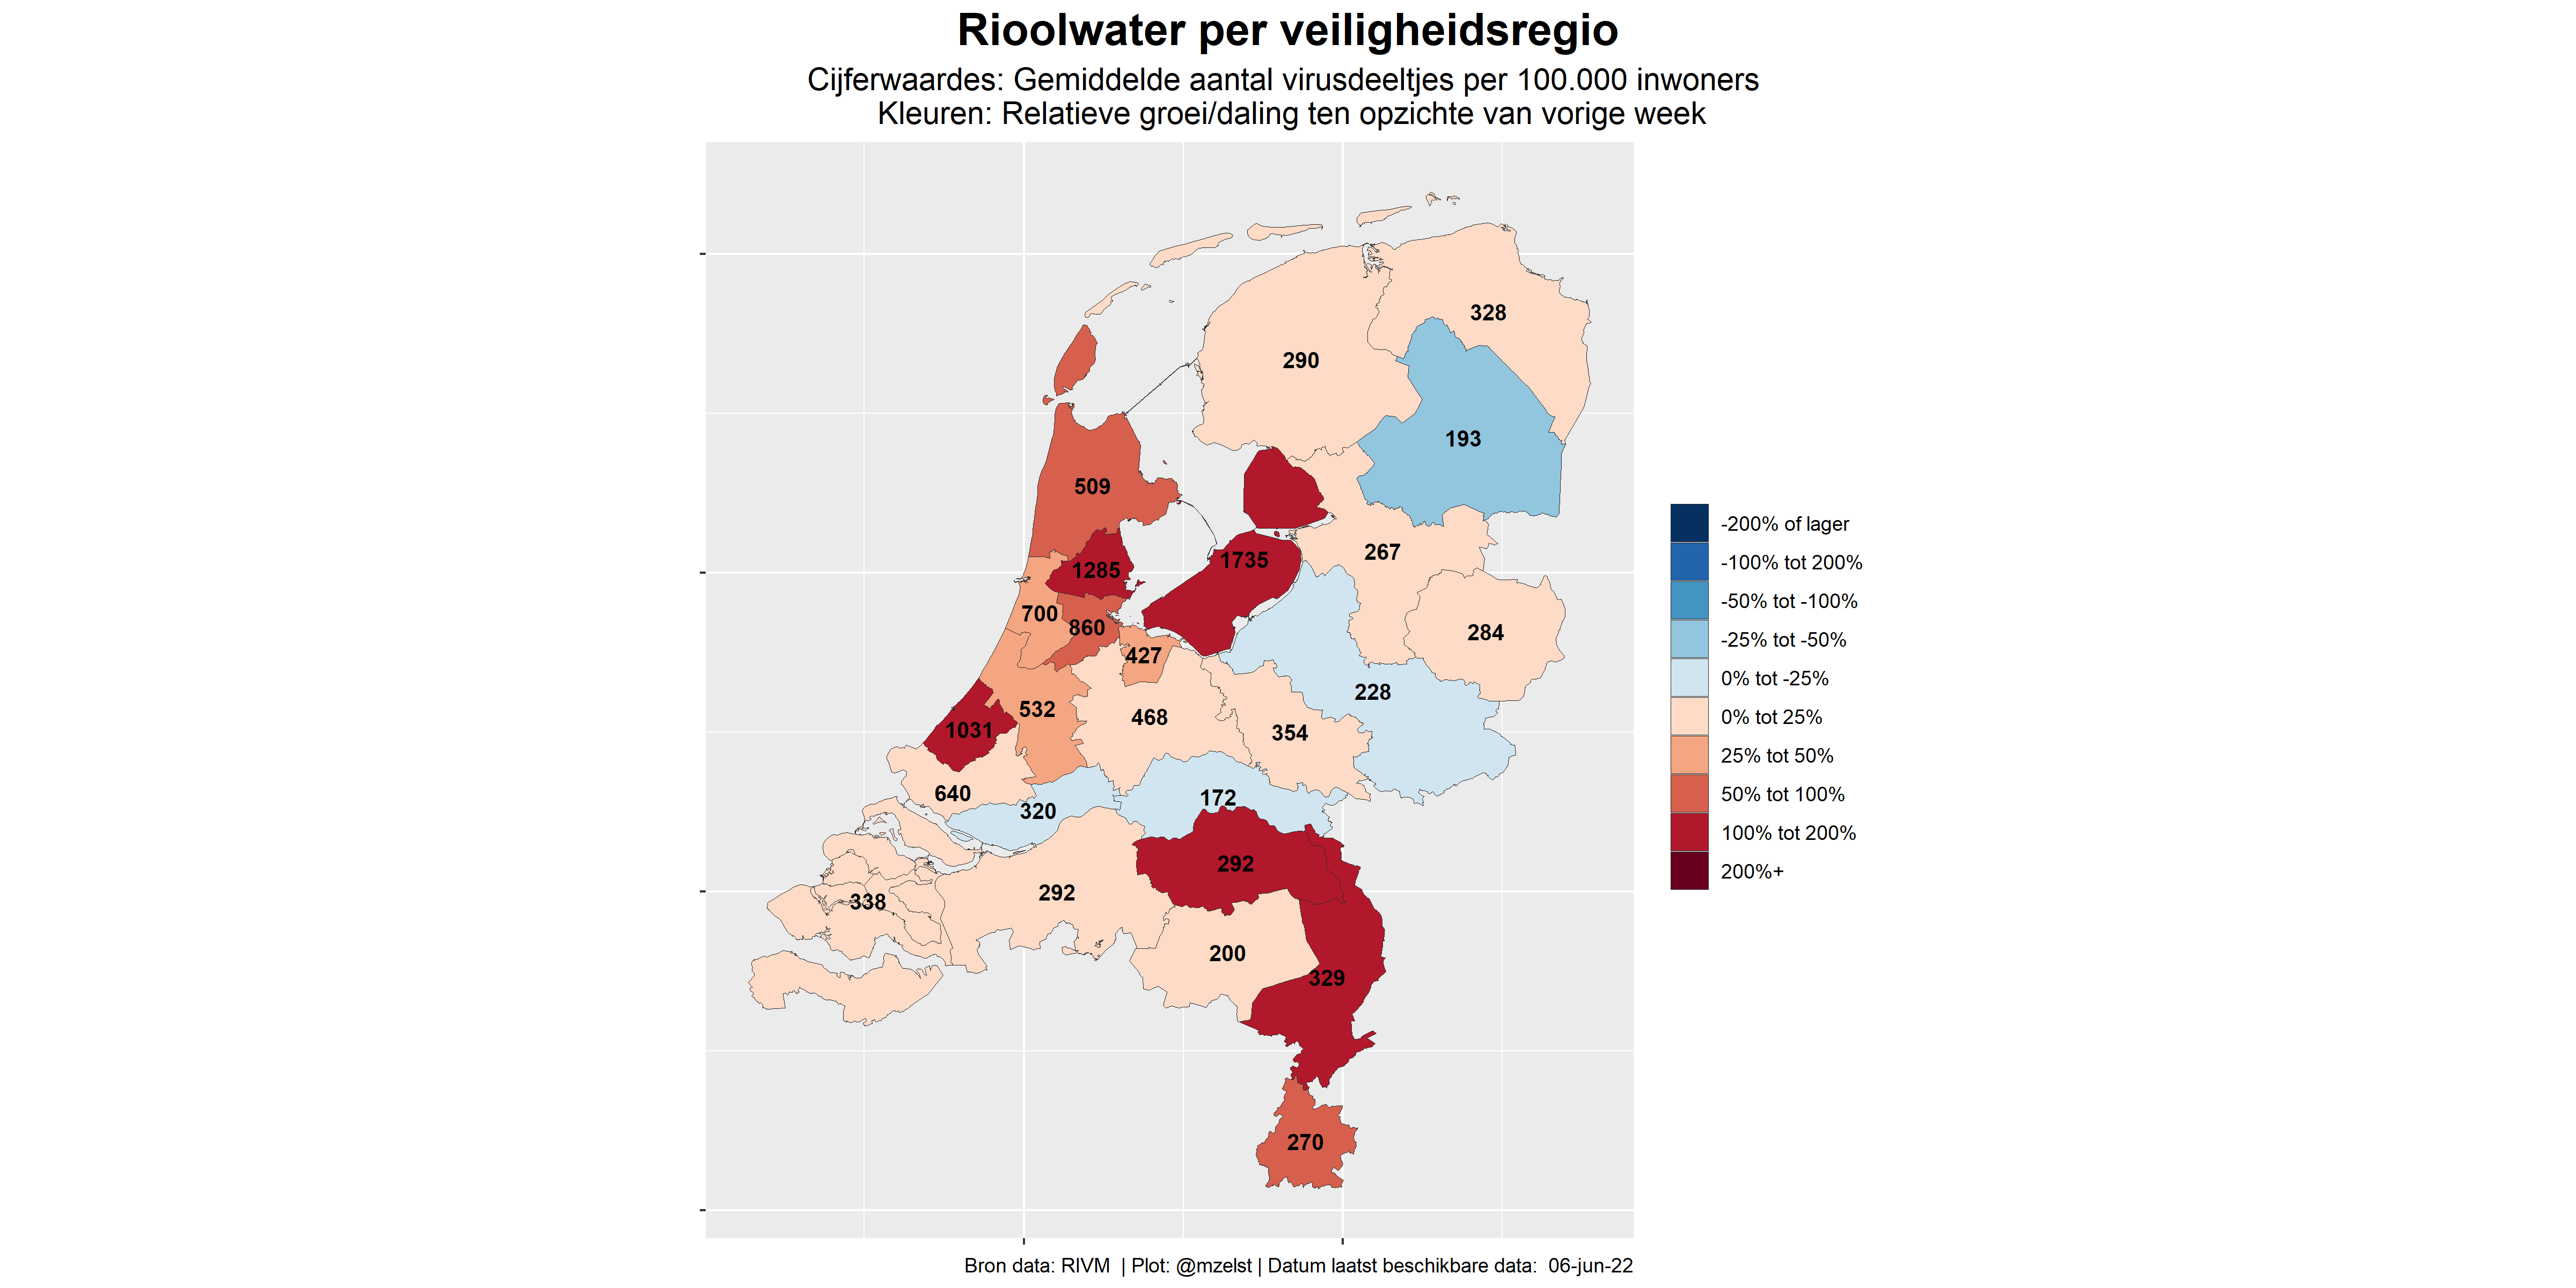 Rioolwater per veiligheidsregio
Cijferwaardes: Gemiddelde aantal virusdeeltjes per 100.000 inwoners
Kleuren: Relatieve groei/daling ten opzichte van vorige week
328
290
193
509
267
1735
1285
700
860
284
427
228
532
468
1031
354
640
172
320
292
292
338
200
329
270
-200% of lager
-100% tot 200%
-50% tot -100%
-25% tot -50%
0% tot -25%
0% tot 25%
25% tot 50%
50% tot 100%
100% tot 200%
200%+
Bron data: RIVM | Plot: @mzelst | Datum laatst beschikbare data: 06-jun-22